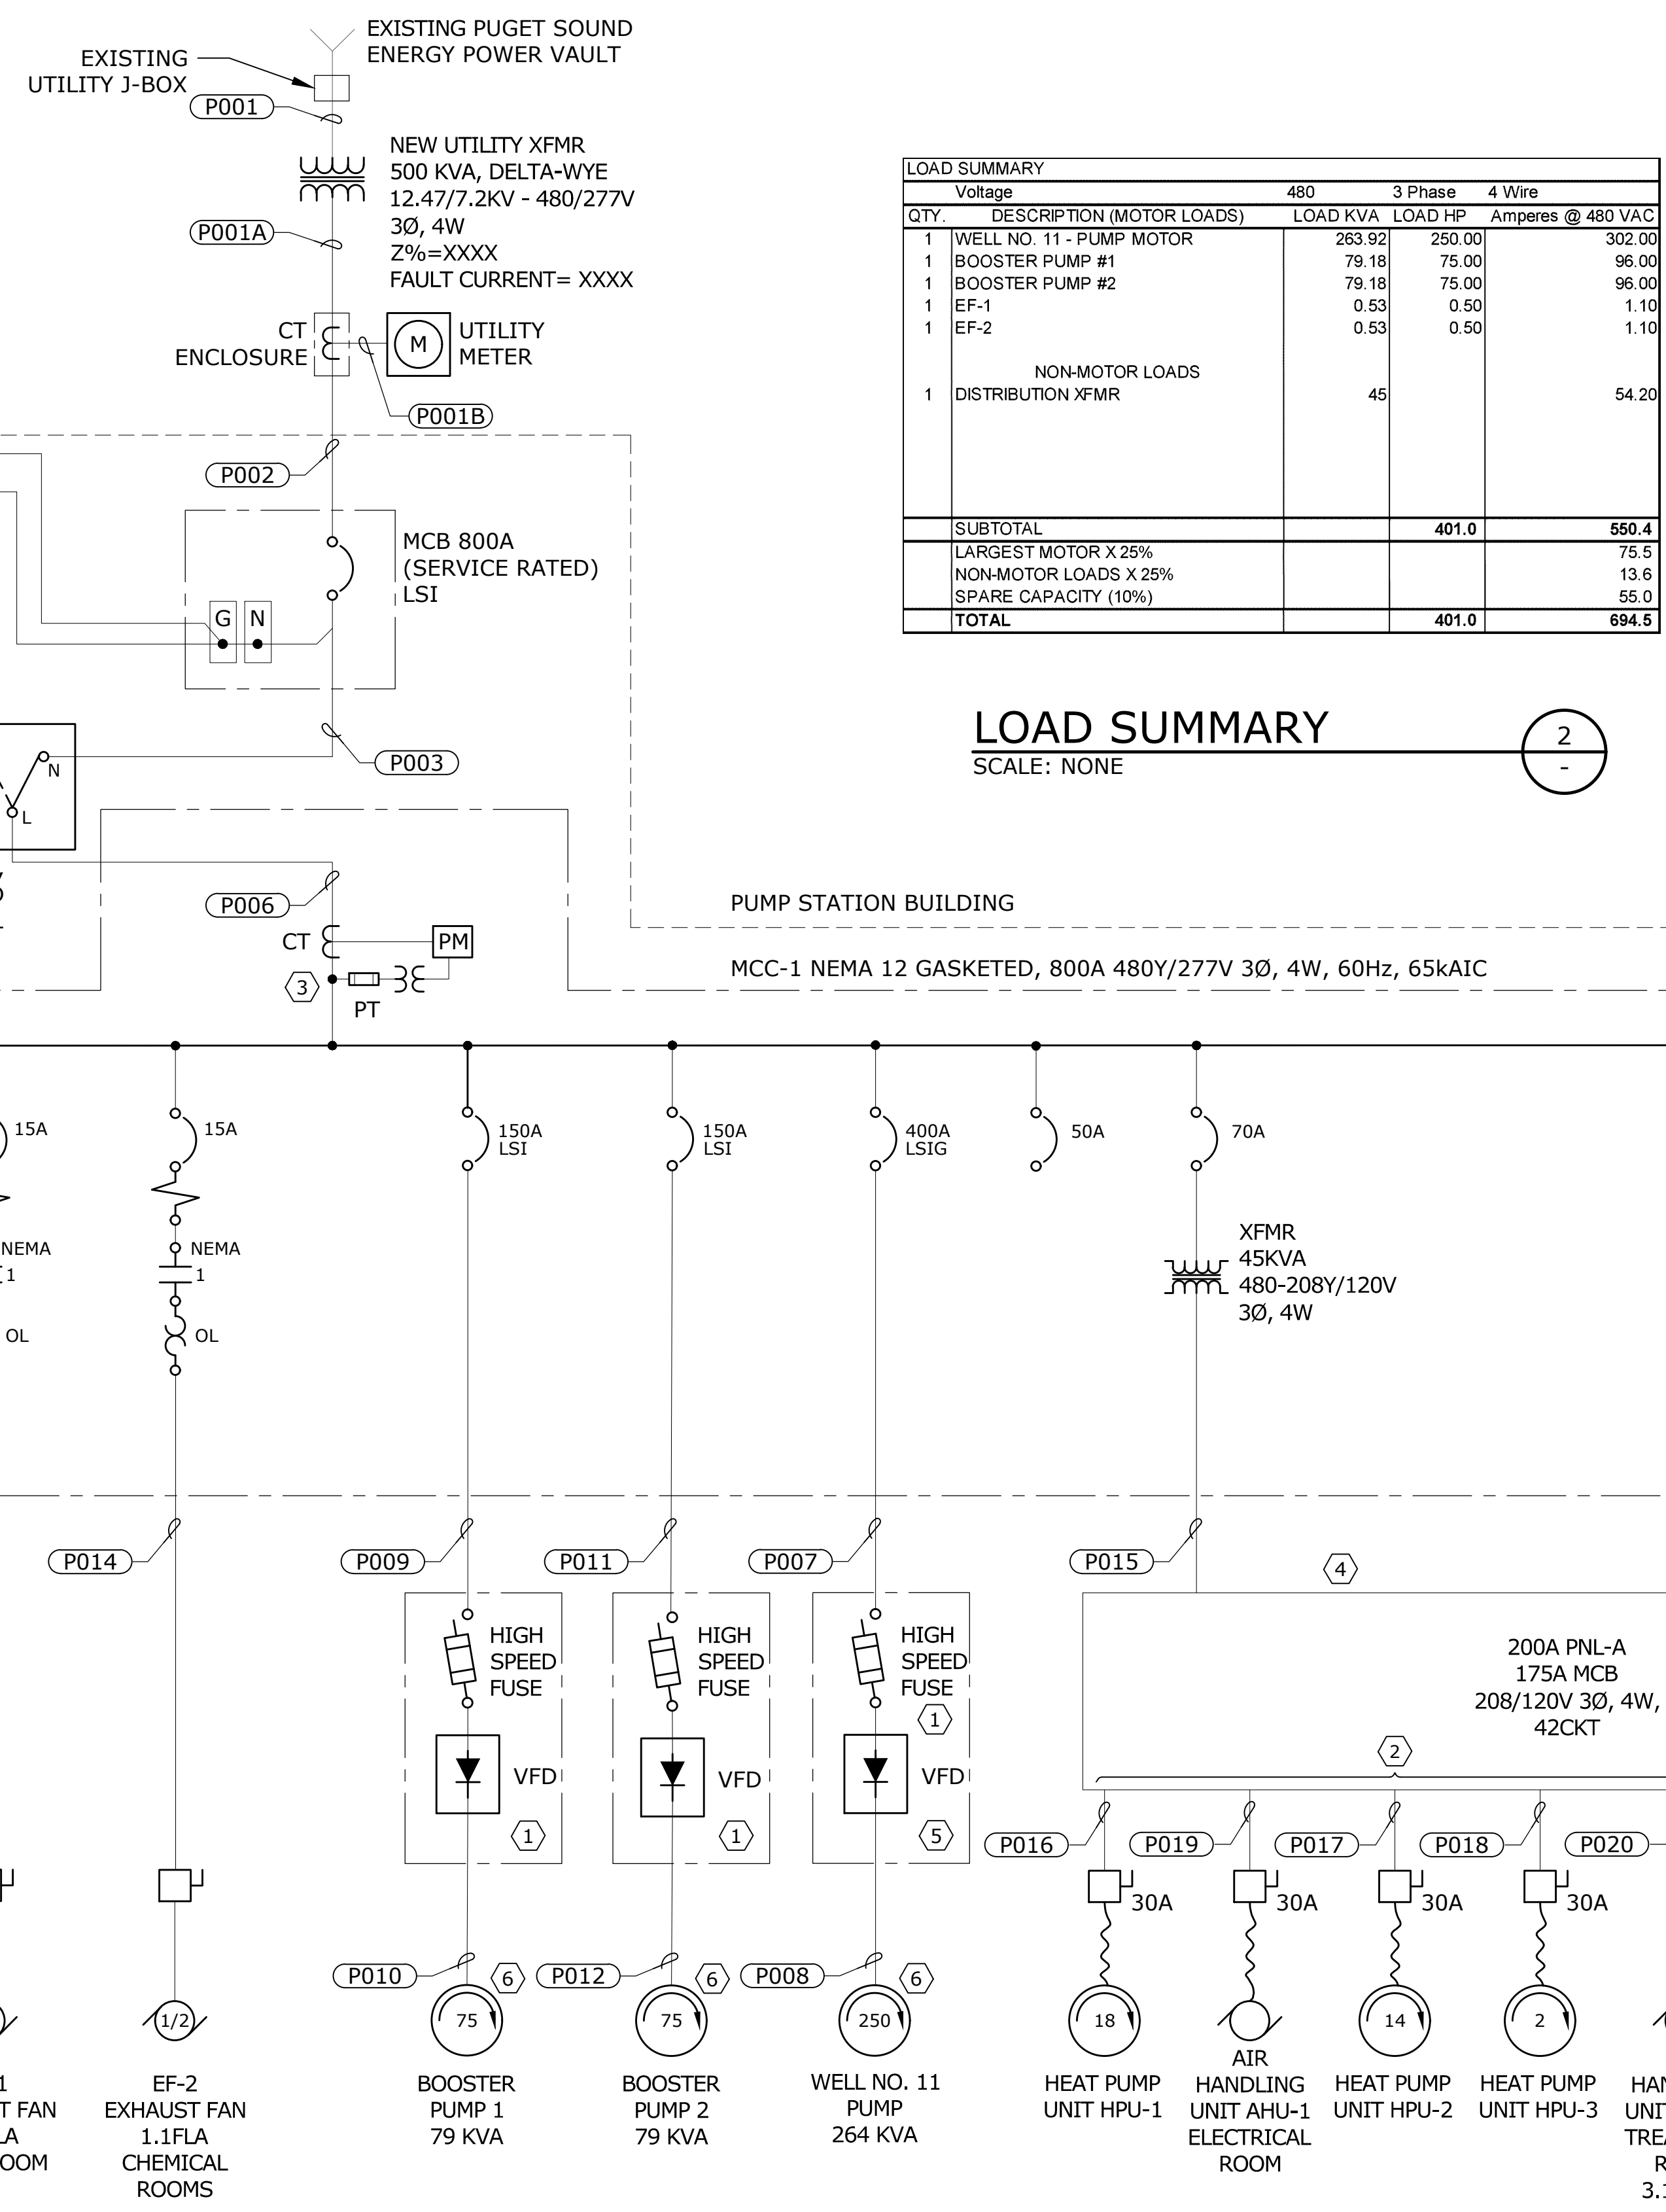 EXISTING PUGET SOUND
ENERGY POWER VAULT
EXISTING
UTILITY J-BOX
P001
NEW UTILITY XFMR
500 KVA, DELTA-WYE
12.47/7.2KV - 480/277V
3Ø, 4W
Z%=XXXX
FAULT CURRENT= XXXX
P001A
CT
ENCLOSURE
M
UTILITY
METER
P001B
P002
MCB 800A
(SERVICE RATED)
LSI
G N
P003
N
L
LOAD SUMMARY
Voltage 480 3 Phase 4 Wire
QTY. DESCRIPTION (MOTOR LOADS) LOAD KVA LOAD HP Amperes @ 480 VAC
1 WELL NO. 11 - PUMP MOTOR 263.92 250.00 302.00
1 BOOSTER PUMP #1 79.18 75.00 96.00
1 BOOSTER PUMP #2 79.18 75.00 96.00
1 EF-1 0.53 0.50 1.10
1 EF-2 0.53 0.50 1.10
NON-MOTOR LOADS
1 DISTRIBUTION XFMR 45 54.20
SUBTOTAL 401.0 550.4
LARGEST MOTOR X 25% 75.5
NON-MOTOR LOADS X 25% 13.6
SPARE CAPACITY (10%) 55.0
TOTAL 401.0 694.5
LOAD SUMMARY
SCALE: NONE
2
-
P006
CT
PM
3
PT
PUMP STATION BUILDING
MCC-1 NEMA 12 GASKETED, 800A 480Y/277V 3Ø, 4W, 60Hz, 65kAIC
15A
15A
150A
LSI
150A
LSI
400A
LSIG
50A
70A
NEMA
1
NEMA
1
OL
OL
XFMR
45KVA
480-208Y/120V
3Ø, 4W
P014
P009
P011
P007
P015
4
HIGH
SPEED
FUSE
VFD
1
HIGH
SPEED
FUSE
VFD
1
HIGH
SPEED
FUSE
1
VFD
5
200A PNL-A
175A MCB
208/120V 3Ø, 4W,
42CKT
2
P016
P019
P017
P018
P020
30A
30A
30A
30A
P010
6
P012
6
P008
6
1/2
75
75
250
18
14
2
1
T FAN
LA
OOM
EF-2
EXHAUST FAN
1.1FLA
CHEMICAL
ROOMS
BOOSTER
PUMP 1
79 KVA
BOOSTER
PUMP 2
79 KVA
WELL NO. 11
PUMP
264 KVA
HEAT PUMP
UNIT HPU-1
AIR
HANDLING
UNIT AHU-1
ELECTRICAL
ROOM
HEAT PUMP
UNIT HPU-2
HEAT PUMP
UNIT HPU-3
HAN
UNIT
TREA
R
3.